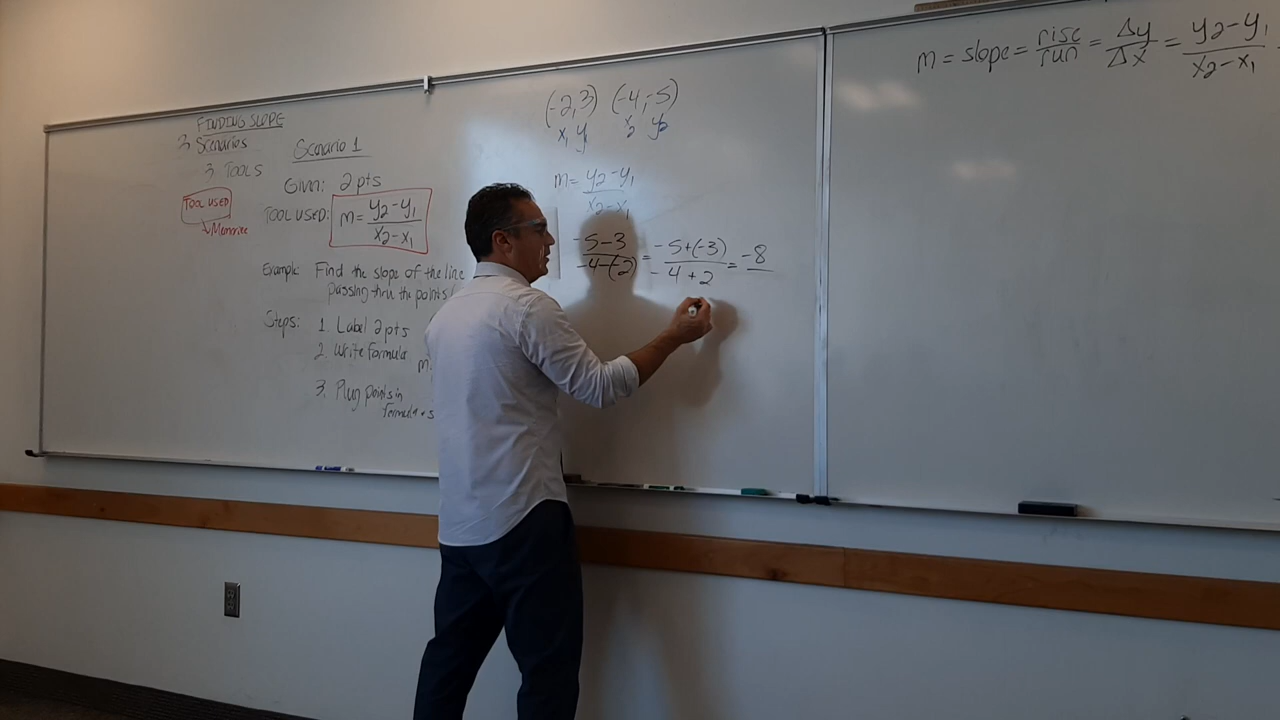 FINDING SLOPE
3 Scenarios
3 TOOLS
TOOL USED
Memorize
Scenario 1
Given: 2 pts
TOOL USED: m = y₂ - y₁ / x₂ - x₁
Example: Find the slope of the line
passing thru the points (
Steps: 1. Label 2 pts
2. Write Formula
m
3. Plug points in
formula + s
(-2, 3) (-4, -5)
x₁ y₁ x₂ y₂
m = y₂ - y₁ / x₂ - x₁
-5 - 3 / -4 - (-2) = -5 + (-3) / -4 + 2 = -8
m = slope = rise / run = Δy / Δx = y₂ - y₁ / x₂ - x₁